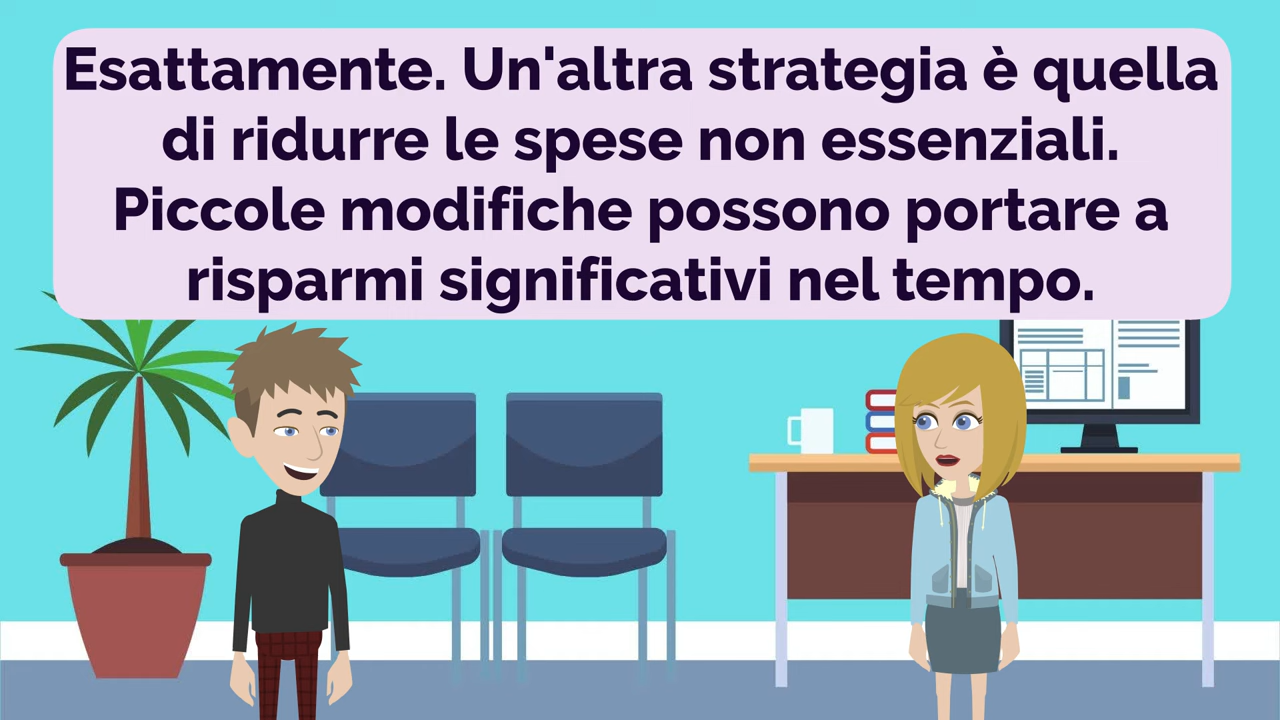 Esattamente. Un'altra strategia è quella
di ridurre le spese non essenziali.
Piccole modifiche possono portare a
risparmi significativi nel tempo.